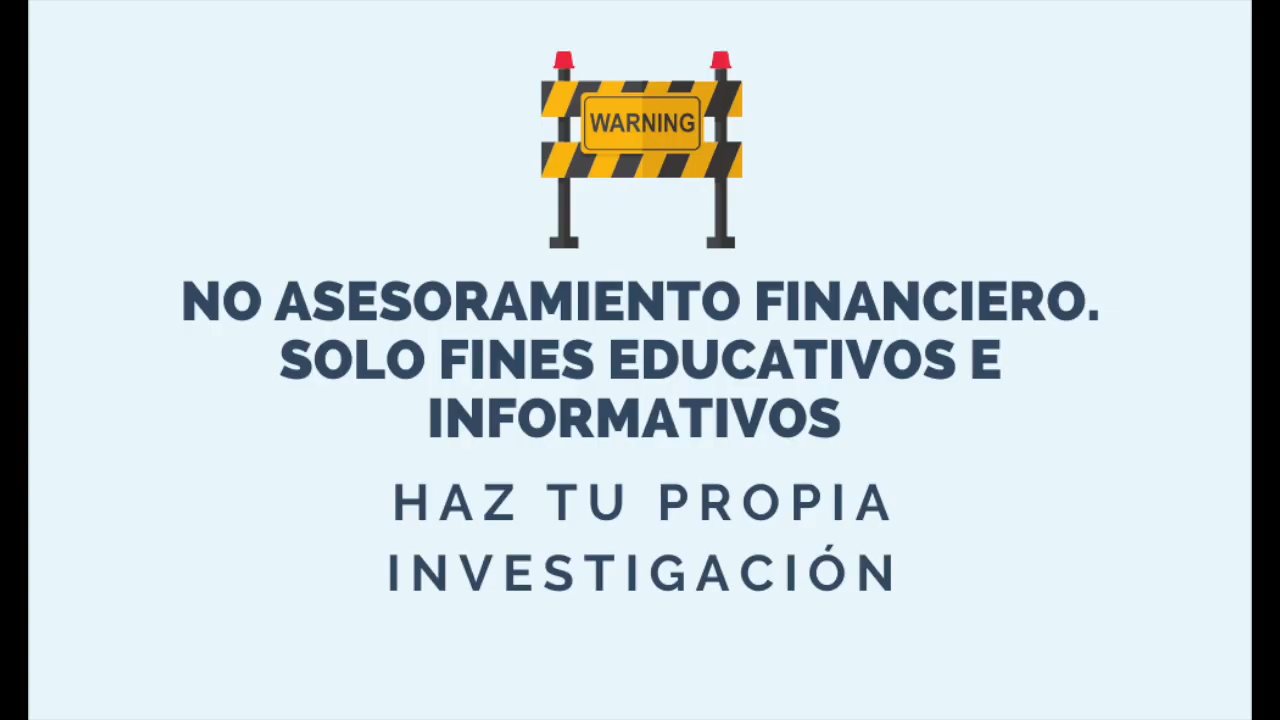 WARNING
NO ASESORAMIENTO FINANCIERO.
SOLO FINES EDUCATIVOS E
INFORMATIVOS
HAZ TU PROPIA
INVESTIGACIÓN